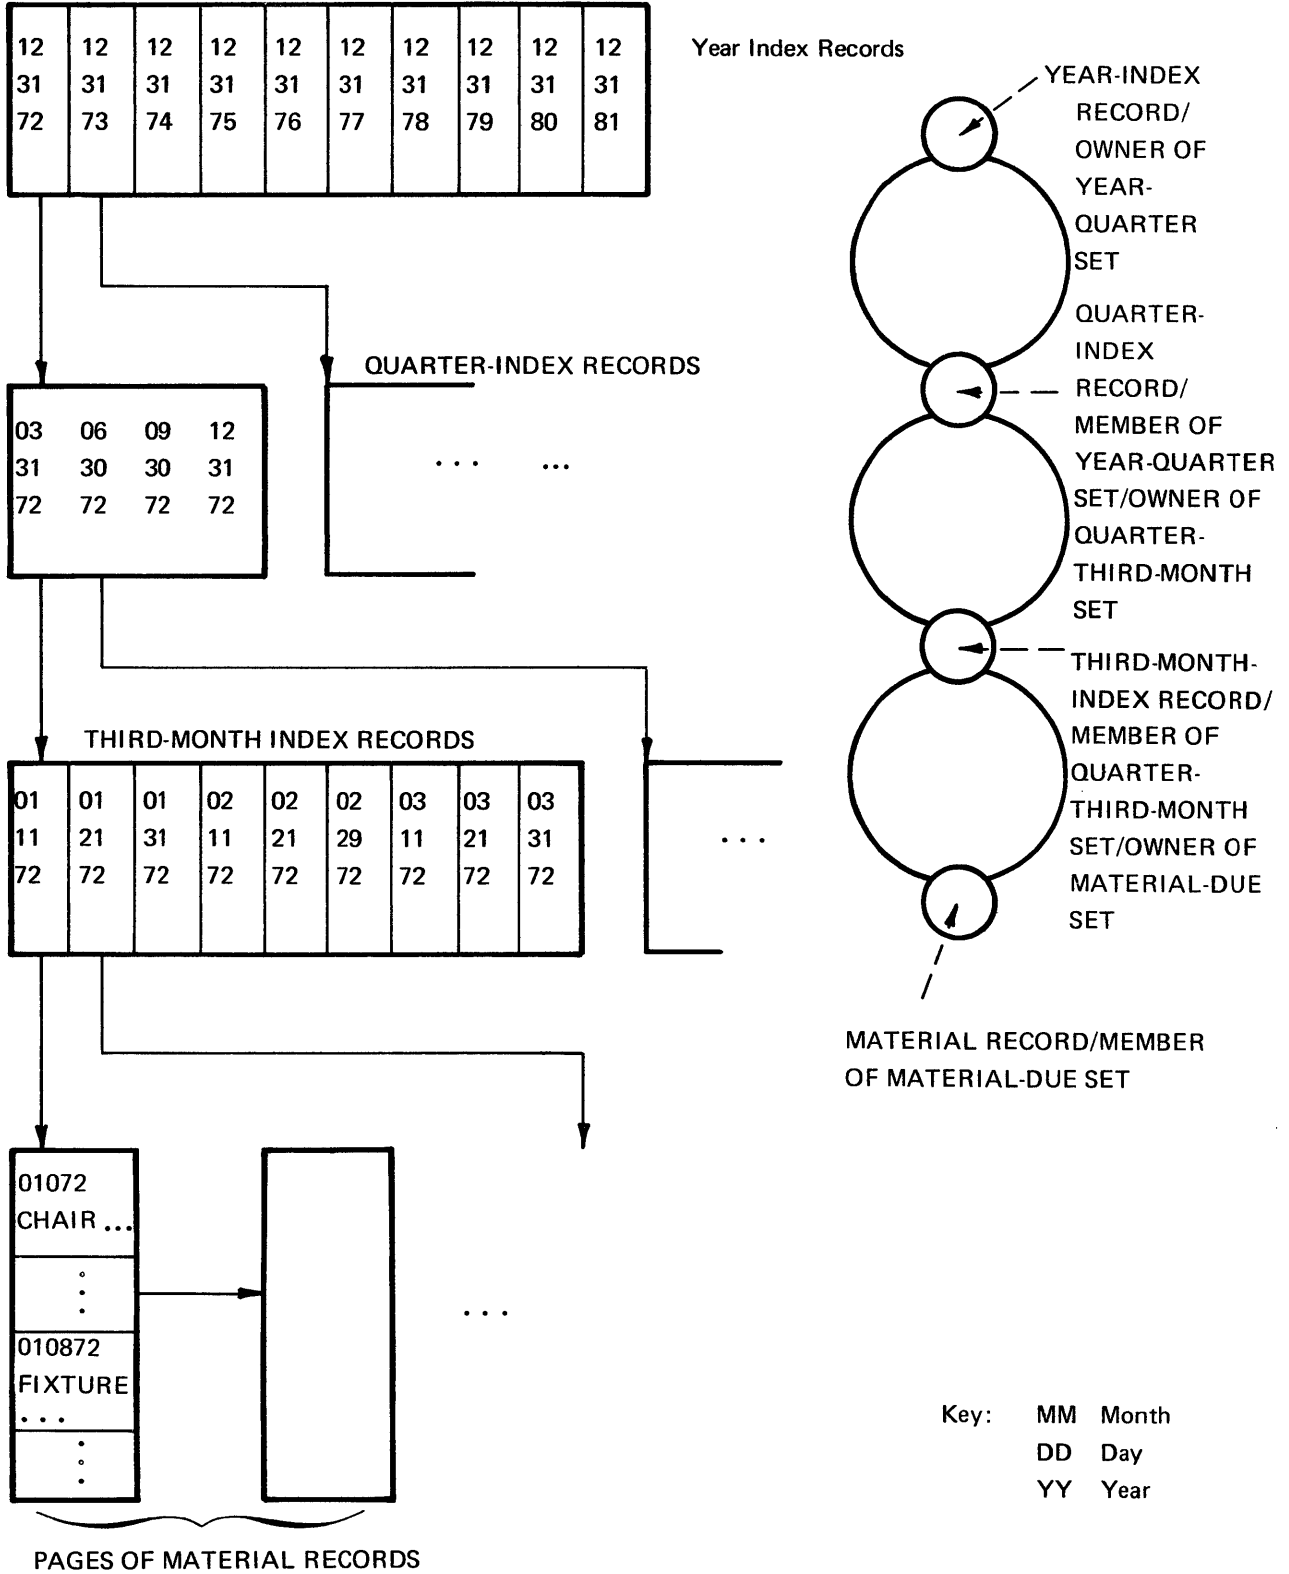 12 12 12 12 12 12 12 12 12 12
31 31 31 31 31 31 31 31 31 31
72 73 74 75 76 77 78 79 80 81
Year Index Records
QUARTER-INDEX RECORDS
03 06 09 12
31 30 30 31
72 72 72 72
... ...
THIRD-MONTH INDEX RECORDS
01 01 01 02 02 02 03 03 03
11 21 31 11 21 29 11 21 31
72 72 72 72 72 72 72 72 72
...
01072
CHAIR ...
010872
FIXTURE
...
...
PAGES OF MATERIAL RECORDS
YEAR-INDEX
RECORD/
OWNER OF
YEAR-
QUARTER
SET
QUARTER-
INDEX
RECORD/
MEMBER OF
YEAR-QUARTER
SET/OWNER OF
QUARTER-
THIRD-MONTH
SET
THIRD-MONTH-
INDEX RECORD/
MEMBER OF
QUARTER-
THIRD-MONTH
SET/OWNER OF
MATERIAL-DUE
SET
MATERIAL RECORD/MEMBER
OF MATERIAL-DUE SET
Key: MM Month
DD Day
YY Year